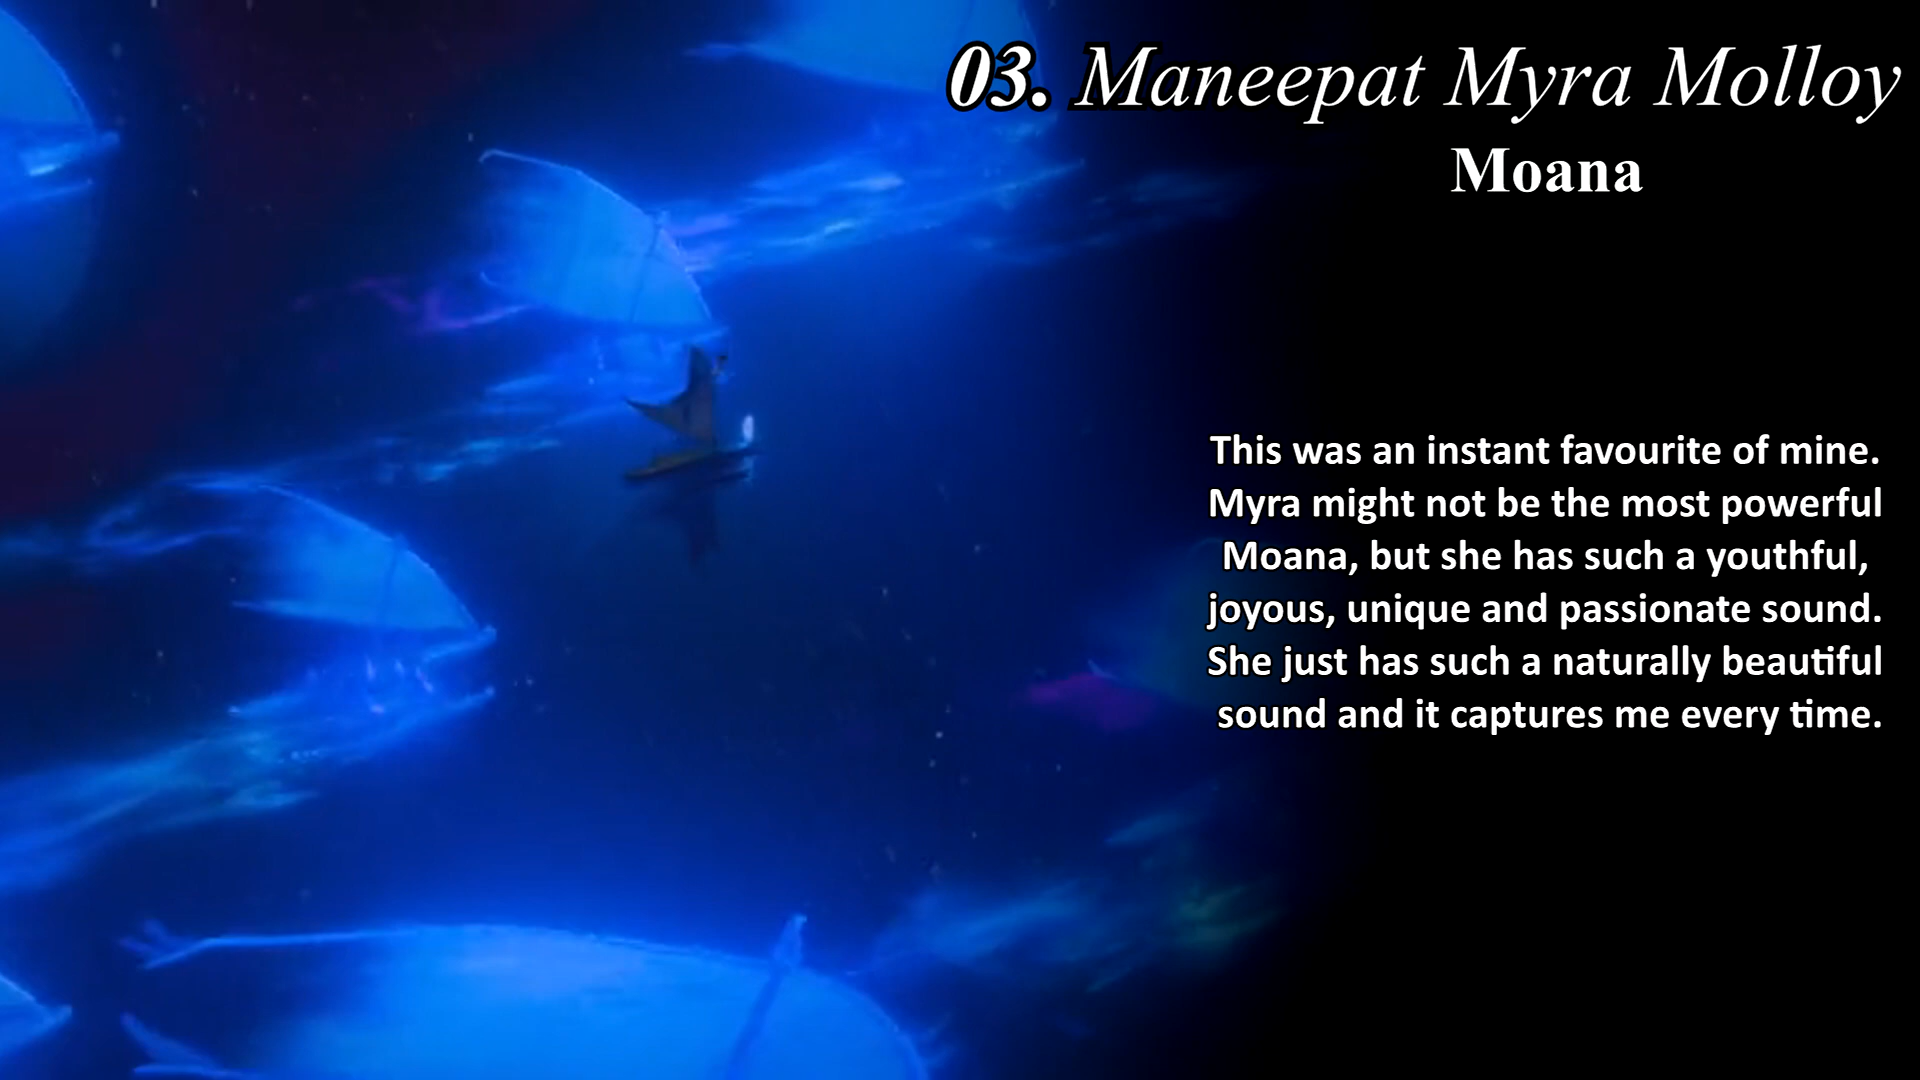 03. Maneepat Myra Molloy
Moana
This was an instant favourite of mine.
Myra might not be the most powerful
Moana, but she has such a youthful,
joyous, unique and passionate sound.
She just has such a naturally beautiful
sound and it captures me every time.